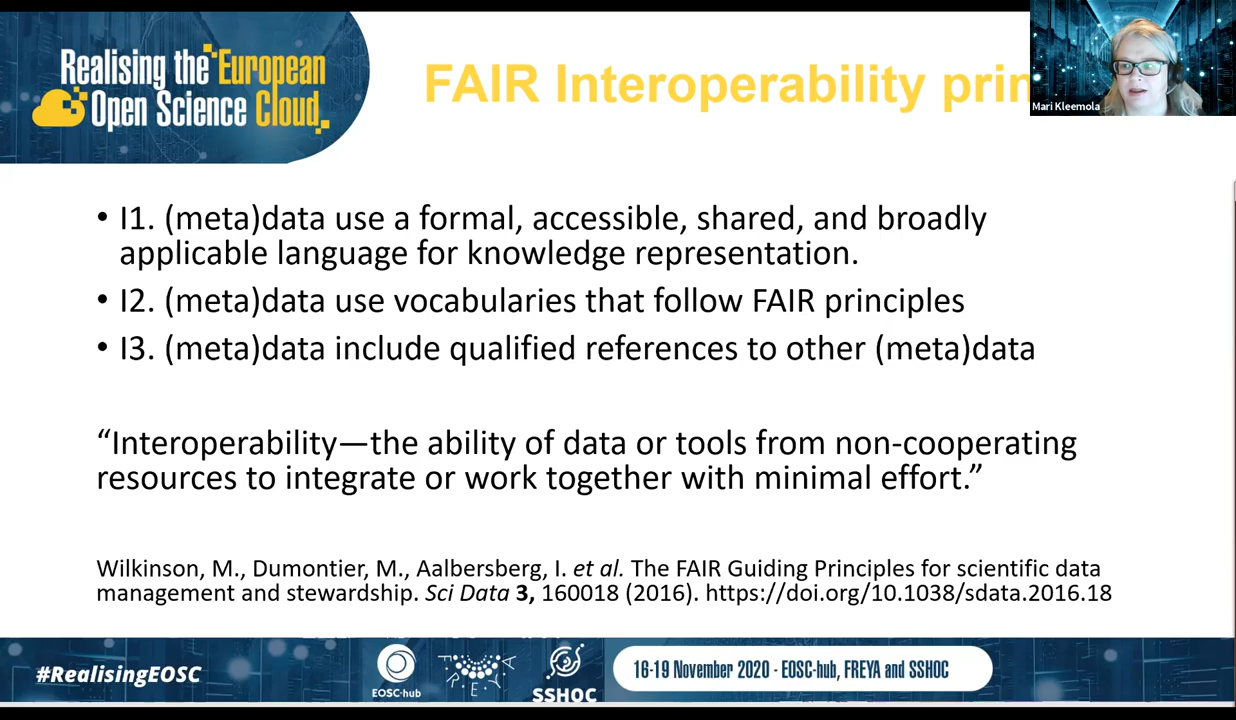 Realising the European
Open Science Cloud
FAIR Interoperability prin
Mari Kleemola
• I1. (meta)data use a formal, accessible, shared, and broadly
applicable language for knowledge representation.
• I2. (meta)data use vocabularies that follow FAIR principles
• I3. (meta)data include qualified references to other (meta)data
“Interoperability—the ability of data or tools from non-cooperating
resources to integrate or work together with minimal effort.”
Wilkinson, M., Dumontier, M., Aalbersberg, I. et al. The FAIR Guiding Principles for scientific data
management and stewardship. Sci Data 3, 160018 (2016). https://doi.org/10.1038/sdata.2016.18
#RealisingEOSC
EOSC-hub
FREYA
SSHOC
16-19 November 2020 - EOSC-hub, FREYA and SSHOC